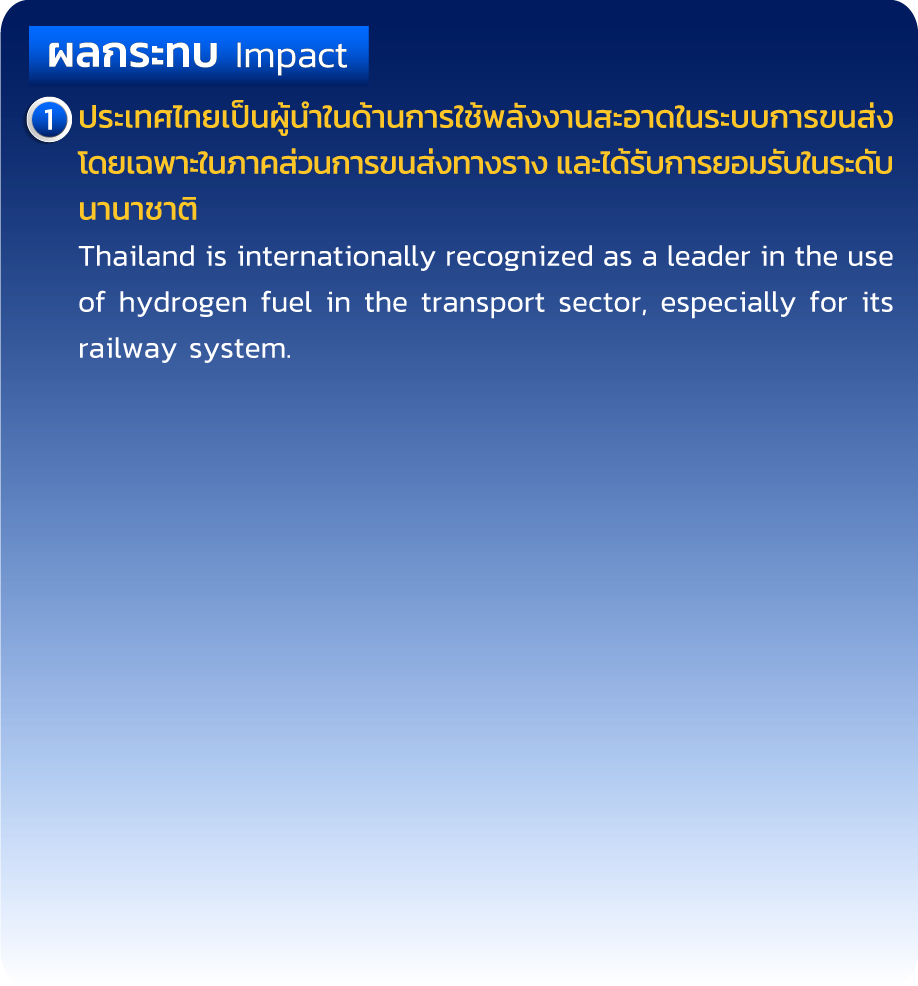 ผลกระทบ Impact
1 ประเทศไทยเป็นผู้นำในด้านการใช้พลังงานสะอาดในระบบการขนส่ง
โดยเฉพาะในภาคส่วนการขนส่งทางราง และได้รับการยอมรับในระดับ
นานาชาติ
Thailand is internationally recognized as a leader in the use
of hydrogen fuel in the transport sector, especially for its
railway system.